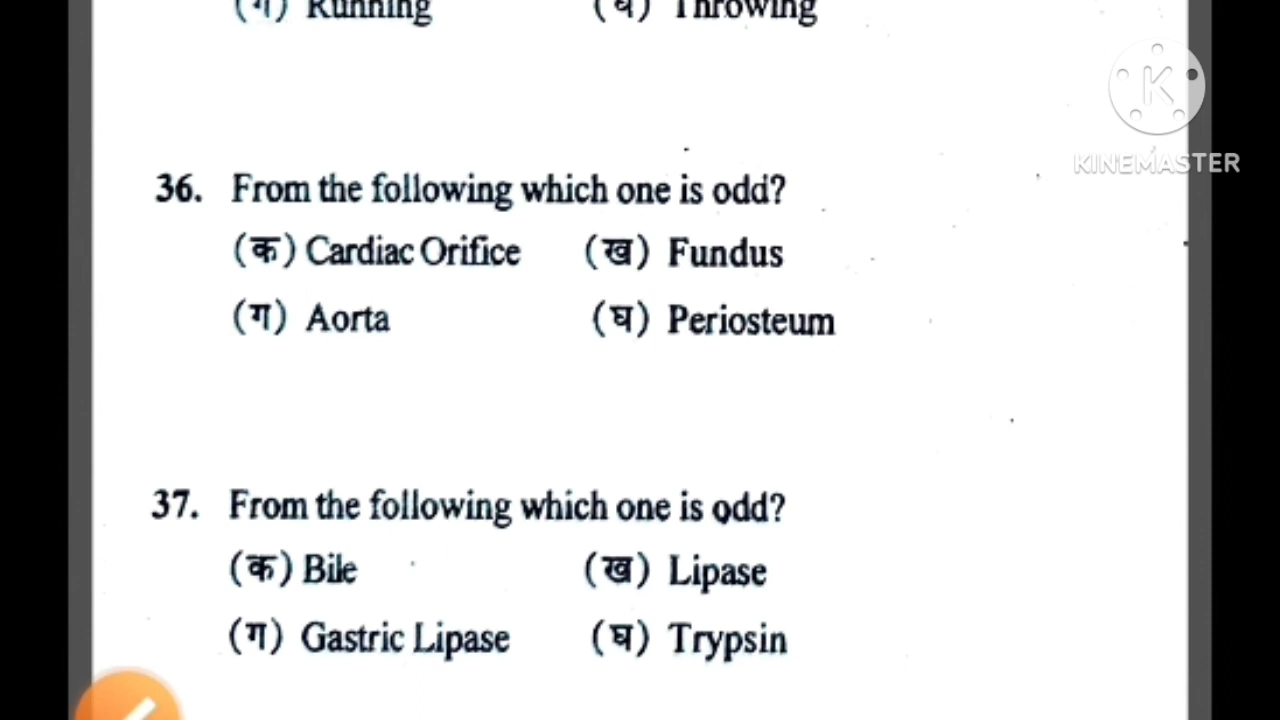 (ग) Running (घ) Throwing
KINEMASTER
36. From the following which one is odd?
(क) Cardiac Orifice (ख) Fundus
(ग) Aorta (घ) Periosteum
37. From the following which one is odd?
(क) Bile (ख) Lipase
(ग) Gastric Lipase (घ) Trypsin